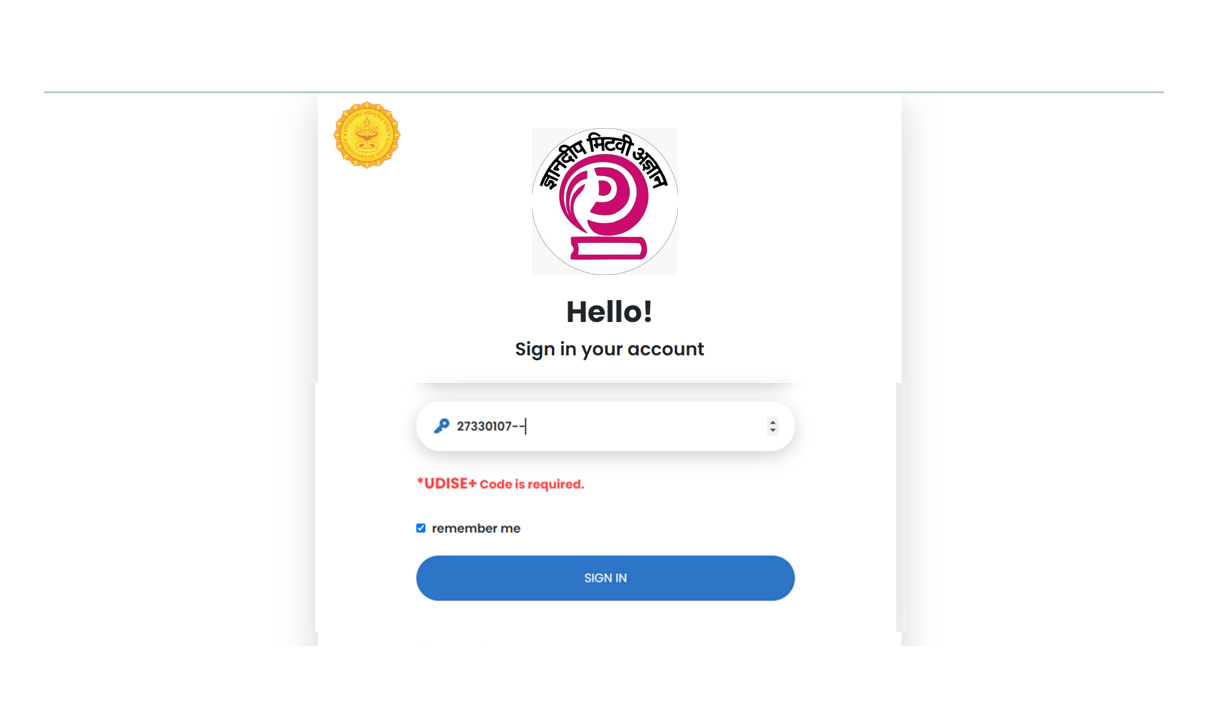 ज्ञानदीप मिटवी अज्ञान
Hello!
Sign in your account
27330107--
*UDISE+ Code is required.
remember me
SIGN IN